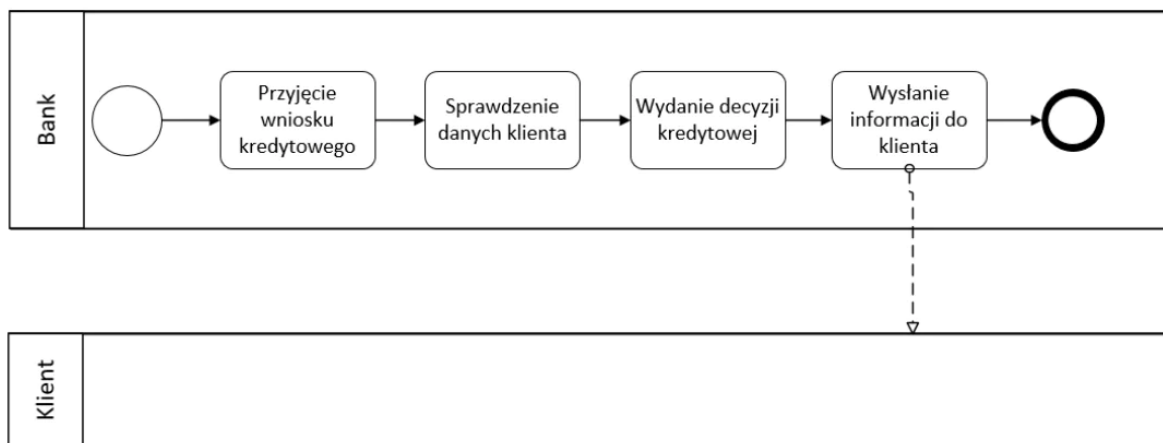 Bank
Przyjęcie
wniosku
kredytowego
Sprawdzenie
danych klienta
Wydanie decyzji
kredytowej
Wysłanie
informacji do
klienta
Klient